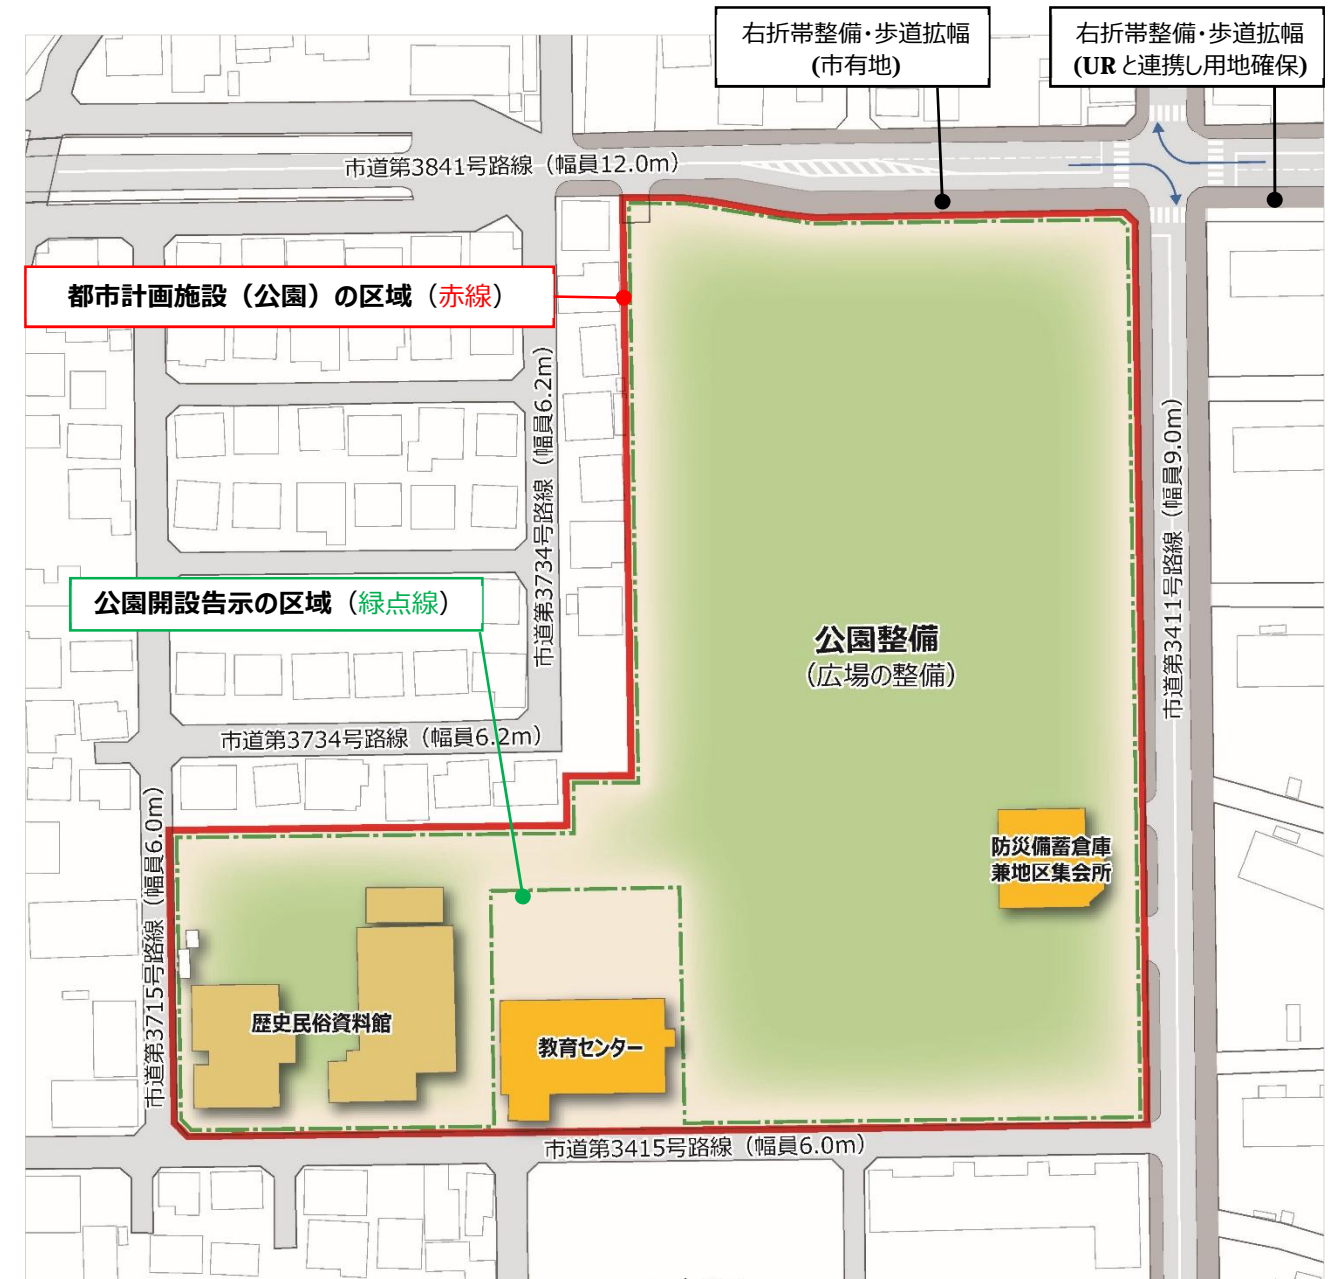 右折帯整備・歩道拡幅
(市有地)
右折帯整備・歩道拡幅
(URと連携し用地確保)
市道第3841号路線（幅員12.0m）
都市計画施設（公園）の区域（赤線）
市道第3734号路線（幅員6.2m）
市道第3411号路線（幅員9.0m）
公園開設告示の区域（緑点線）
公園整備
（広場の整備）
市道第3734号路線（幅員6.2m）
市道第3715号路線（幅員6.0m）
防災備蓄倉庫
兼地区集会所
歴史民俗資料館
教育センター
市道第3415号路線（幅員6.0m）